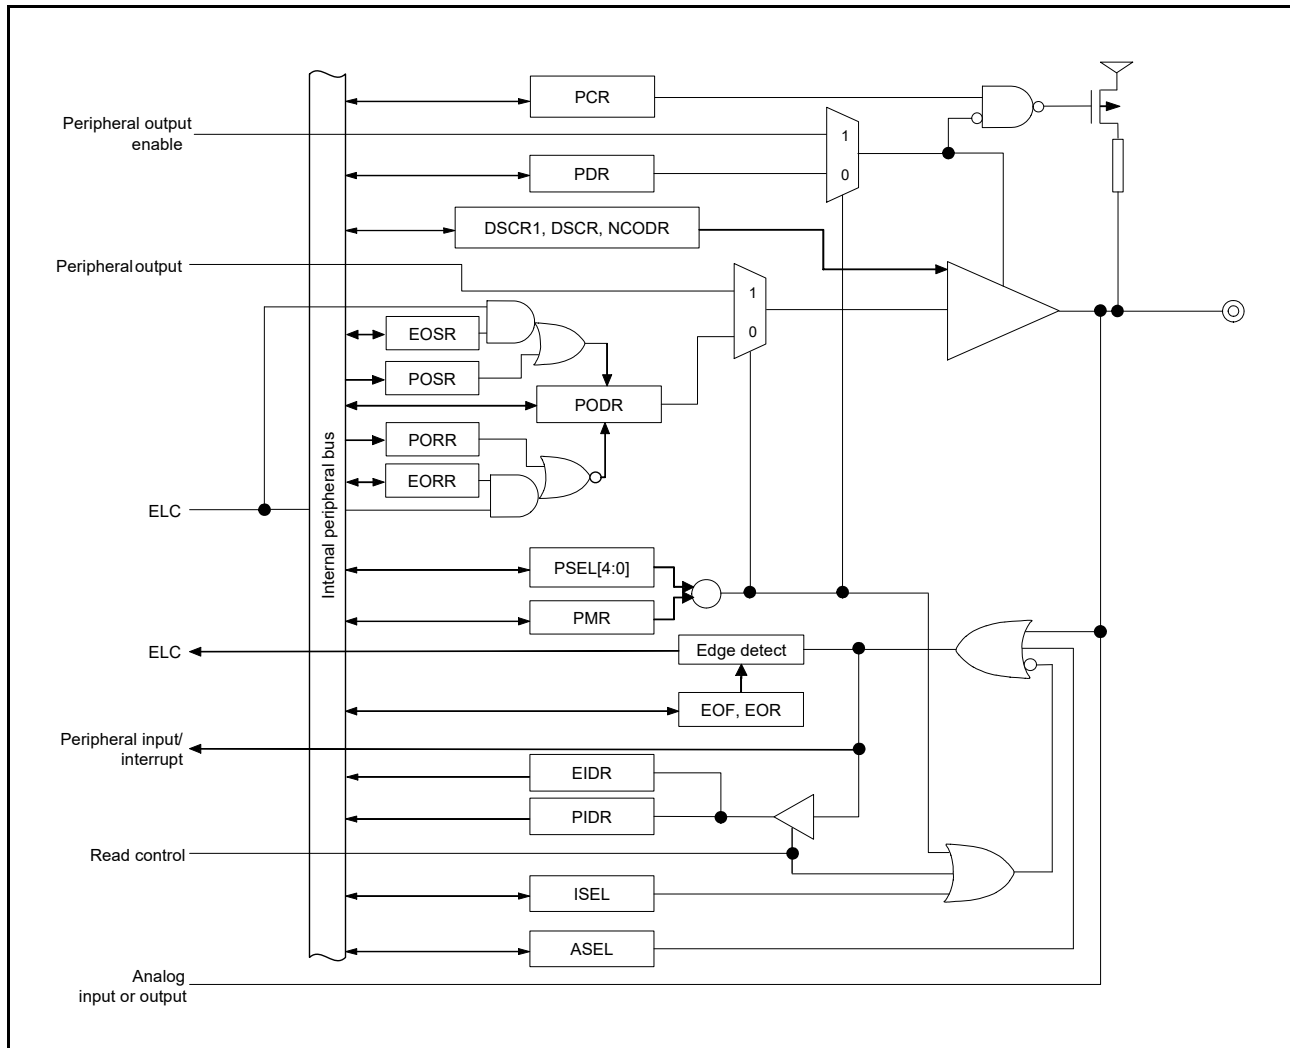 PCR
Peripheral output
enable
1
PDR
0
DSCR1, DSCR, NCODR
Peripheral output
1
EOSR
0
POSR
PODR
PORR
EORR
ELC
Internal peripheral bus
PSEL[4:0]
PMR
ELC
Edge detect
EOF, EOR
Peripheral input/
interrupt
EIDR
PIDR
Read control
ISEL
ASEL
Analog
input or output